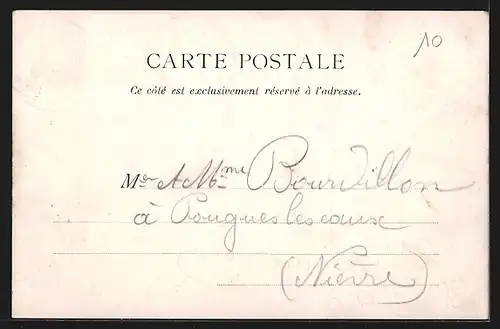 10
CARTE POSTALE
Ce côté est exclusivement réservé à l'adresse.
Mr et Mme Bourdillon
à Pougues les eaux
(Nièvre)